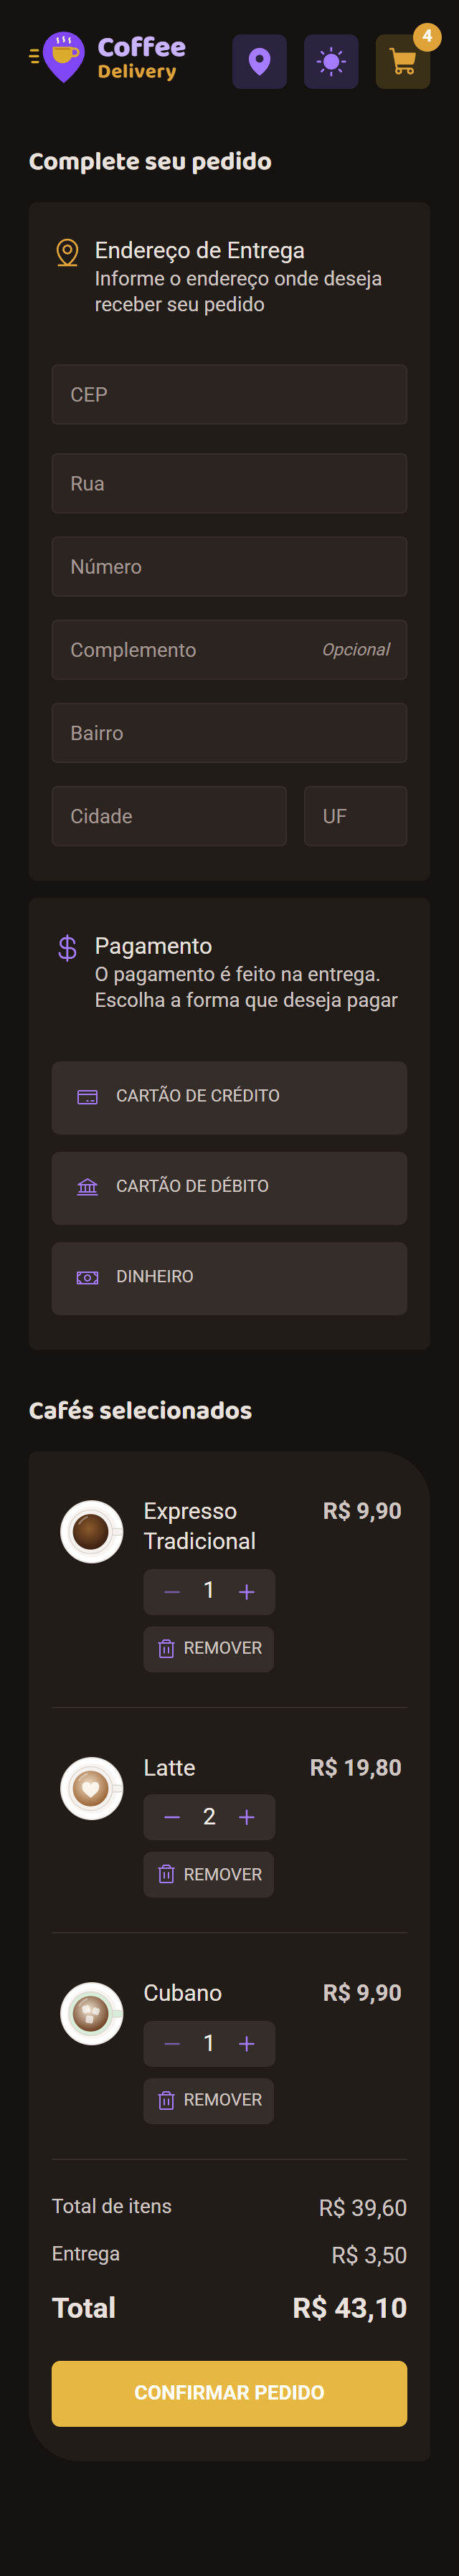 Coffee
Delivery
4
Complete seu pedido
Endereço de Entrega
Informe o endereço onde deseja
receber seu pedido
CEP
Rua
Número
Complemento Opcional
Bairro
Cidade UF
Pagamento
O pagamento é feito na entrega.
Escolha a forma que deseja pagar
CARTÃO DE CRÉDITO
CARTÃO DE DÉBITO
DINHEIRO
Cafés selecionados
Expresso R$ 9,90
Tradicional
1
REMOVER
Latte R$ 19,80
2
REMOVER
Cubano R$ 9,90
1
REMOVER
Total de itens R$ 39,60
Entrega R$ 3,50
Total R$ 43,10
CONFIRMAR PEDIDO